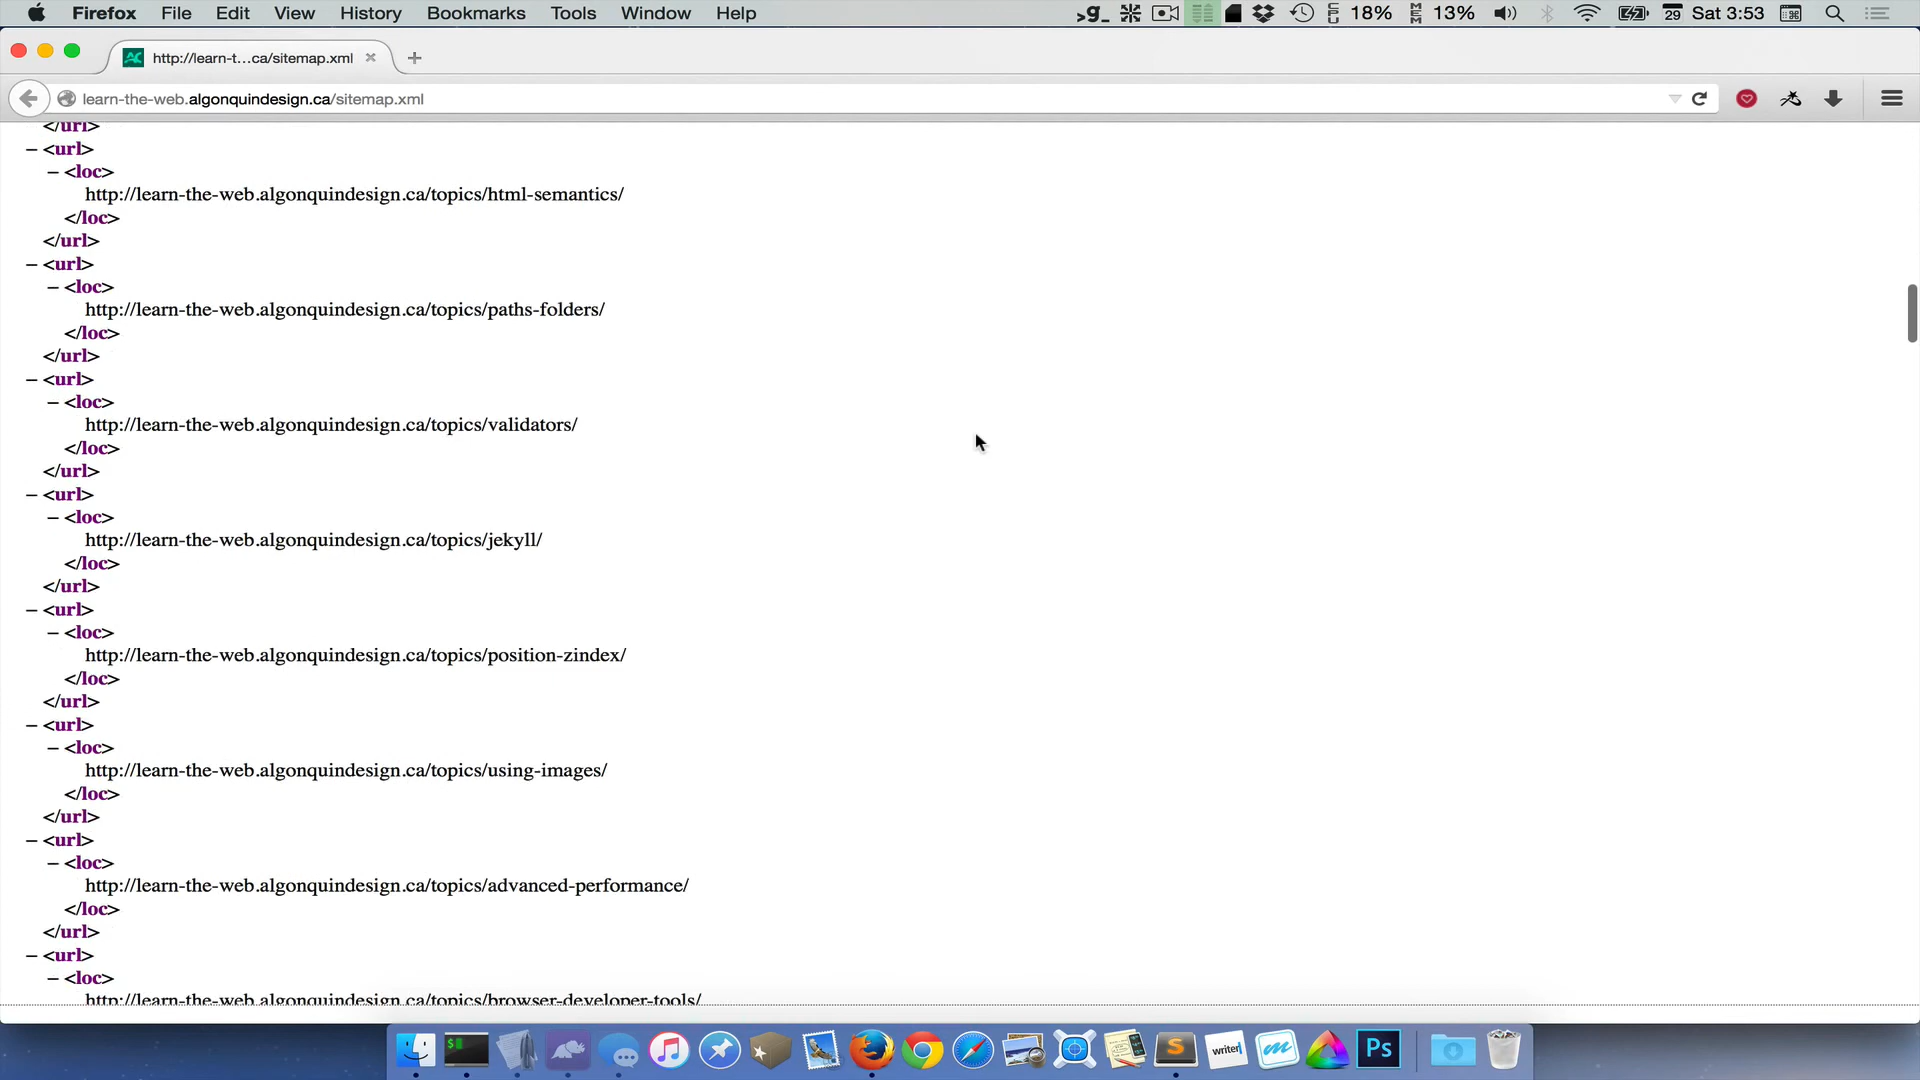 Firefox File Edit View History Bookmarks Tools Window Help >g_ CPU 18% MEM 13% 29 Sat 3:53
http://learn-t...ca/sitemap.xml
learn-the-web.algonquindesign.ca/sitemap.xml
</url>
– <url>
– <loc>
http://learn-the-web.algonquindesign.ca/topics/html-semantics/
</loc>
</url>
– <url>
– <loc>
http://learn-the-web.algonquindesign.ca/topics/paths-folders/
</loc>
</url>
– <url>
– <loc>
http://learn-the-web.algonquindesign.ca/topics/validators/
</loc>
</url>
– <url>
– <loc>
http://learn-the-web.algonquindesign.ca/topics/jekyll/
</loc>
</url>
– <url>
– <loc>
http://learn-the-web.algonquindesign.ca/topics/position-zindex/
</loc>
</url>
– <url>
– <loc>
http://learn-the-web.algonquindesign.ca/topics/using-images/
</loc>
</url>
– <url>
– <loc>
http://learn-the-web.algonquindesign.ca/topics/advanced-performance/
</loc>
</url>
– <url>
– <loc>
http://learn-the-web.algonquindesign.ca/topics/browser-developer-tools/
$ S writer m Ps